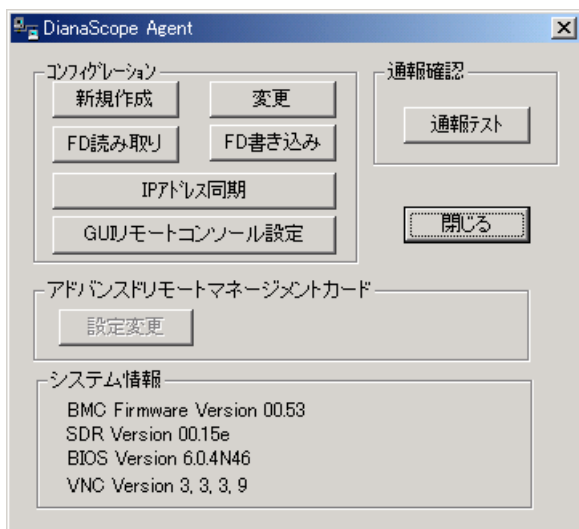 DianaScope Agent
コンフィグレーション
新規作成
変更
FD読み取り
FD書き込み
IPアドレス同期
GUIリモートコンソール設定
通報確認
通報テスト
閉じる
アドバンスドリモートマネージメントカード
設定変更
システム情報
BMC Firmware Version 00.53
SDR Version 00.15e
BIOS Version 6.0.4N46
VNC Version 3, 3, 3, 9